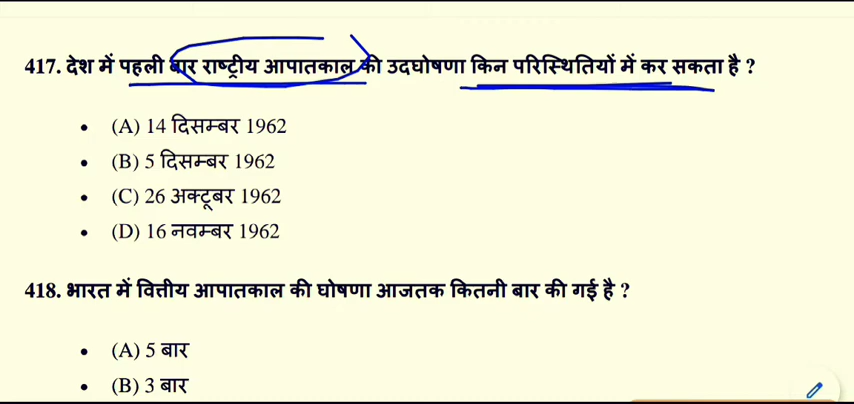 417. देश में पहली बार राष्ट्रीय आपातकाल की उदघोषणा किन परिस्थितियों में कर सकता है ?
• (A) 14 दिसम्बर 1962
• (B) 5 दिसम्बर 1962
• (C) 26 अक्टूबर 1962
• (D) 16 नवम्बर 1962
418. भारत में वित्तीय आपातकाल की घोषणा आजतक कितनी बार की गई है ?
• (A) 5 बार
• (B) 3 बार